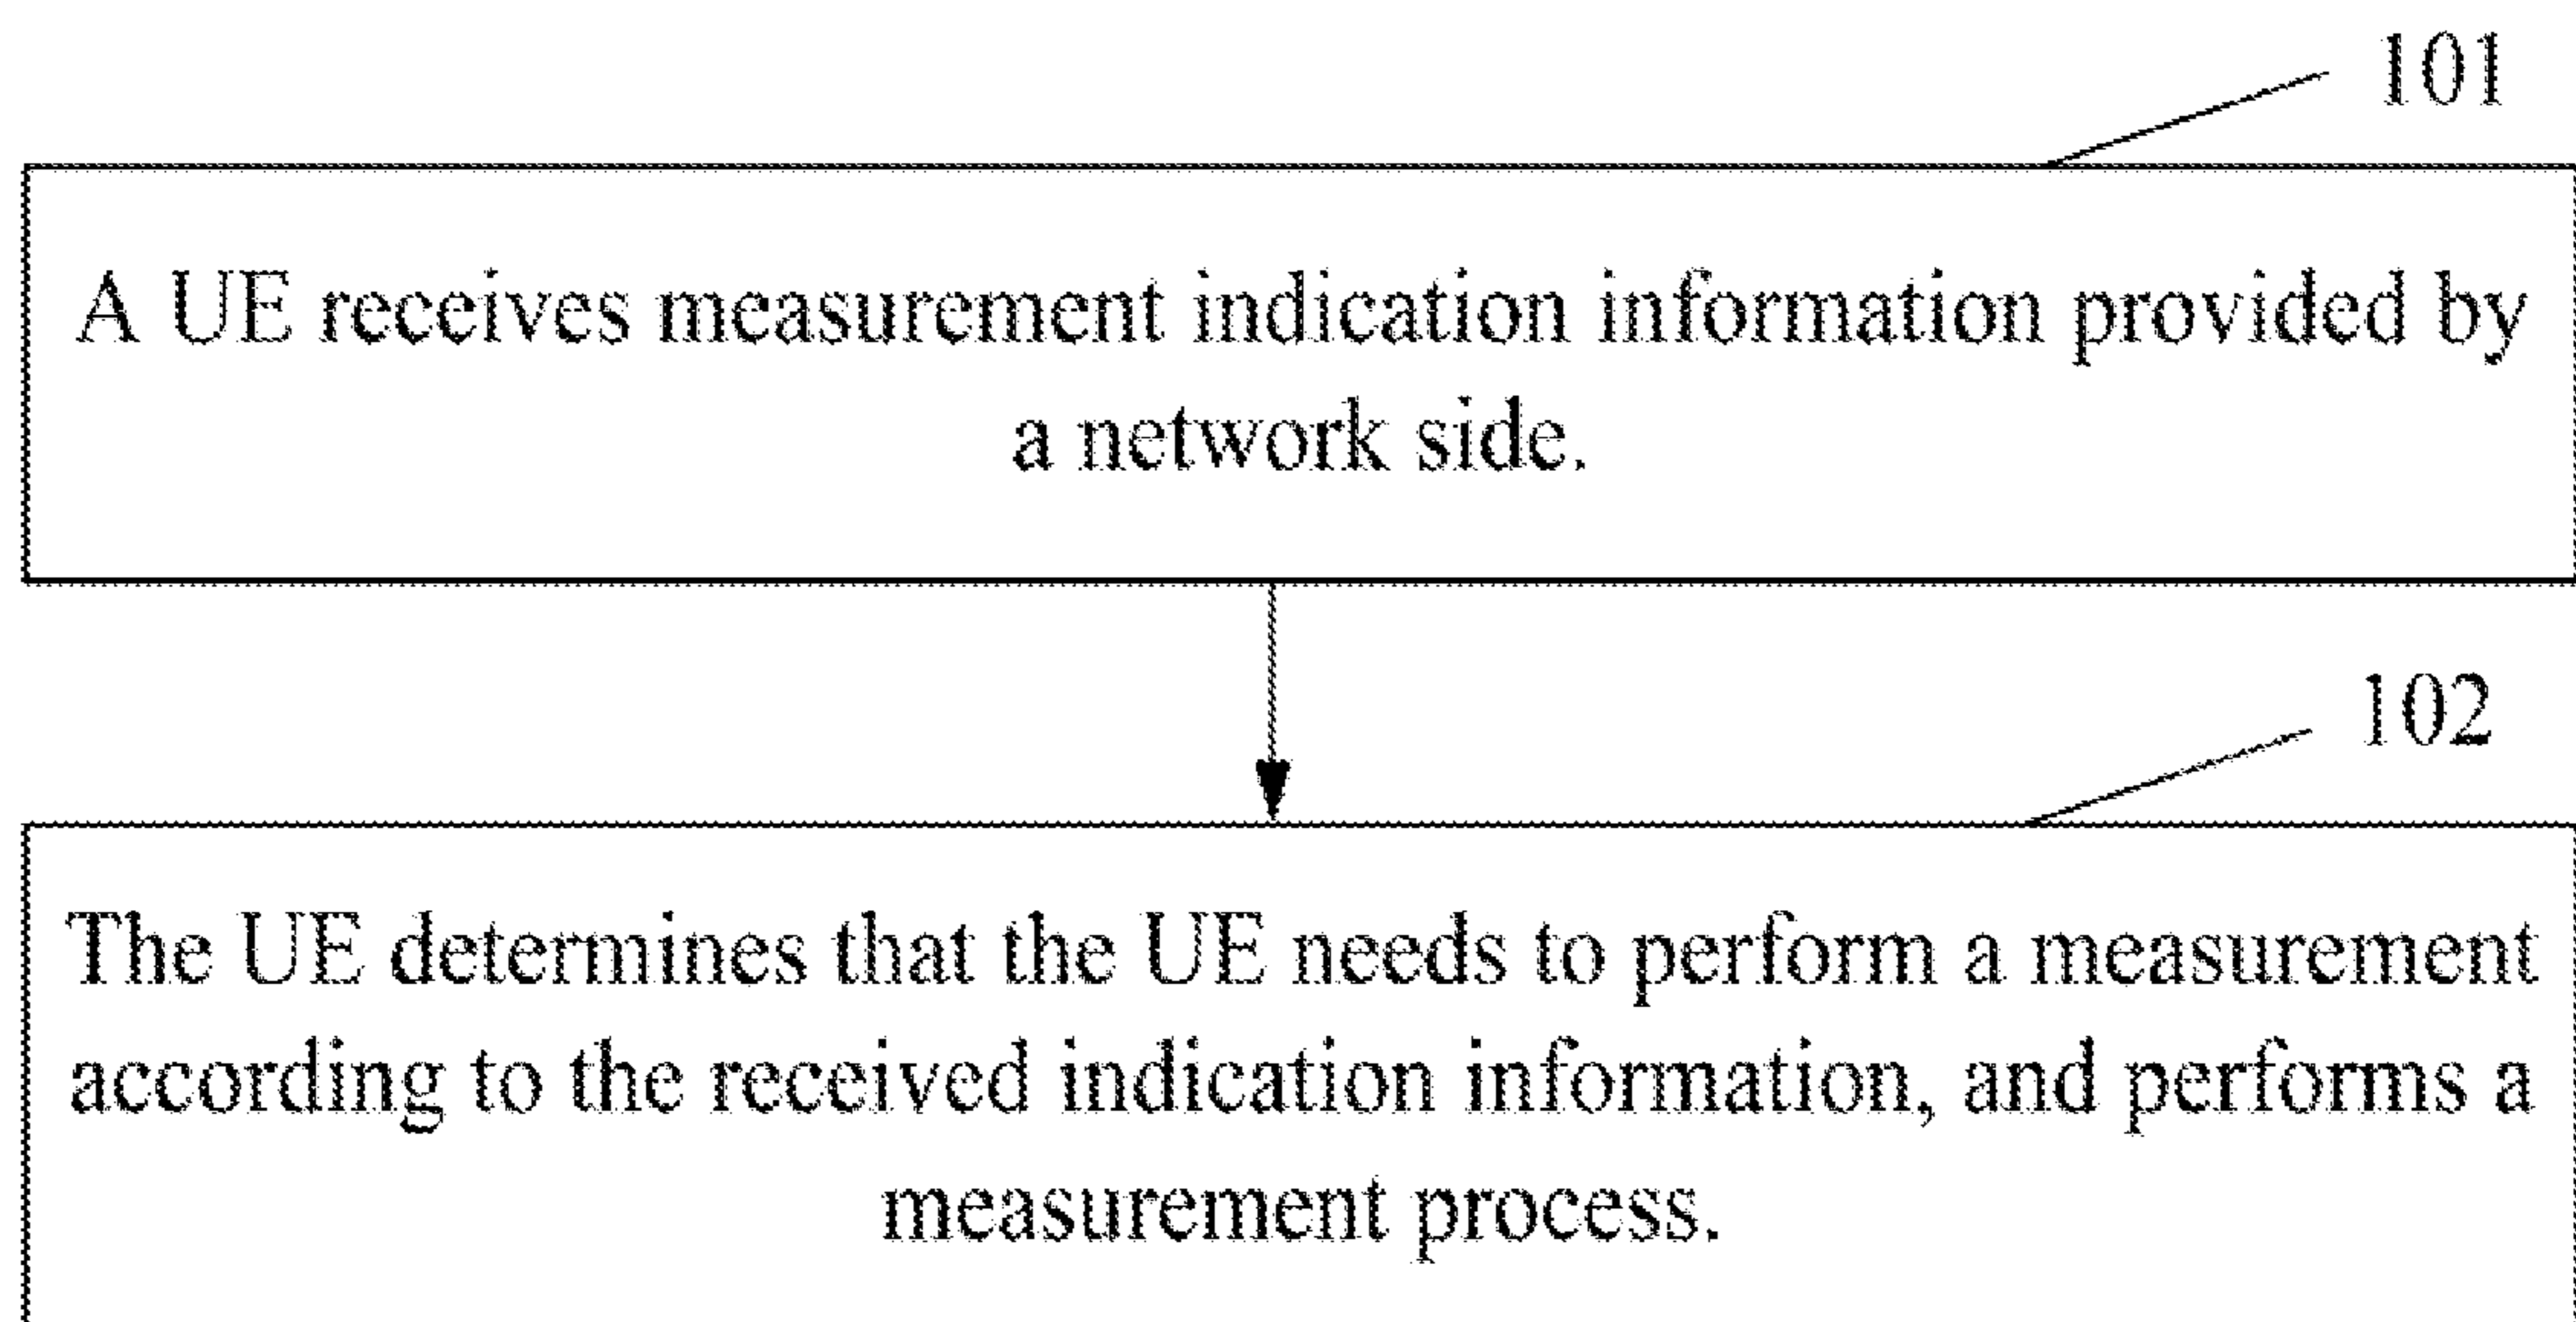 101
A UE receives measurement indication information provided by
a network side.
102
The UE determines that the UE needs to perform a measurement
according to the received indication information, and performs a
measurement process.